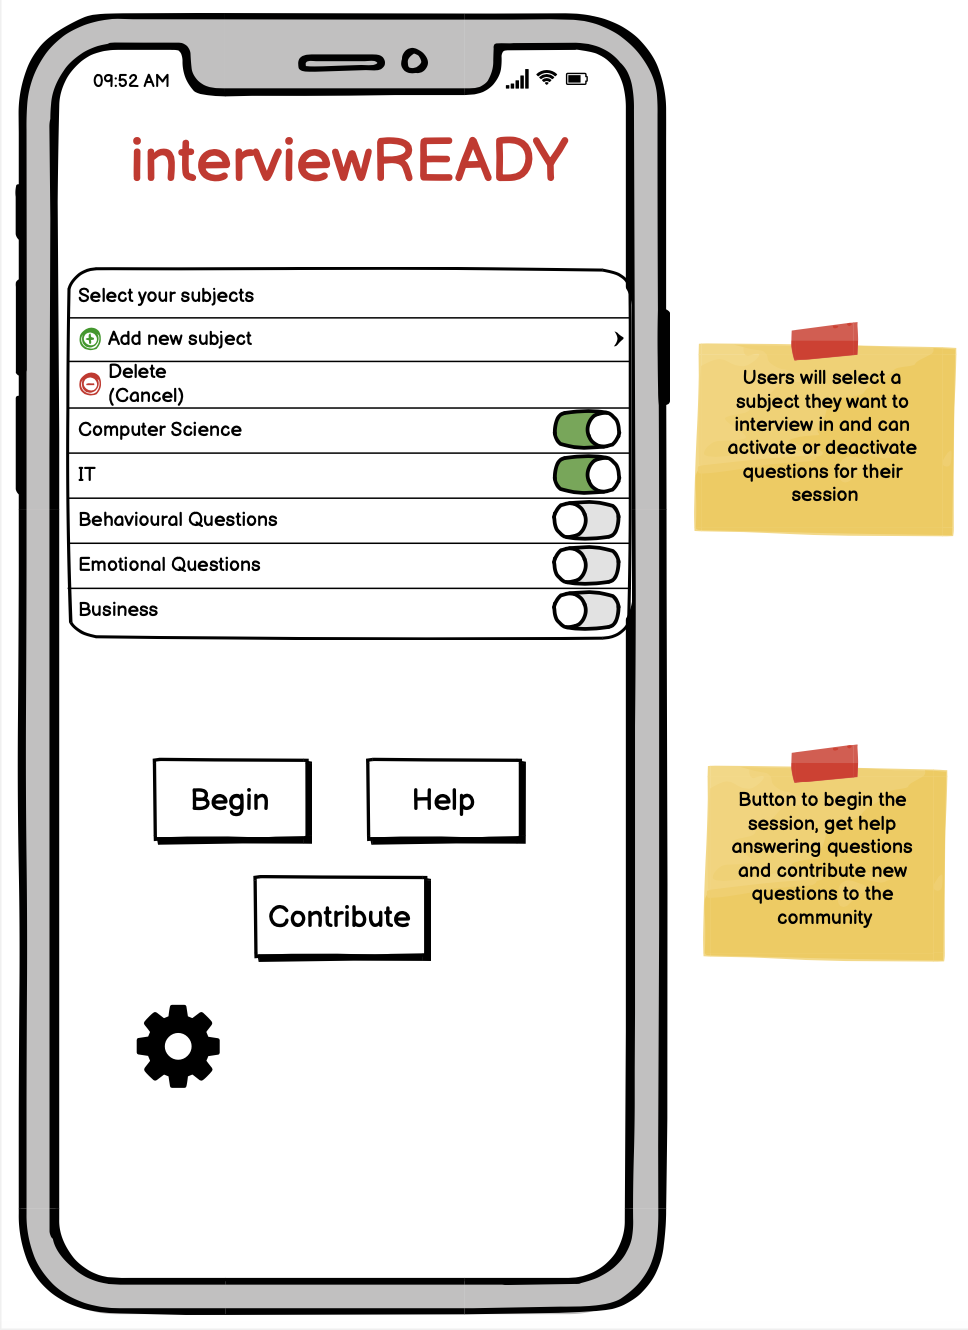 09:52 AM
interviewREADY
Select your subjects
Add new subject
Delete
(Cancel)
Computer Science
IT
Behavioural Questions
Emotional Questions
Business
Begin
Help
Contribute
Users will select a
subject they want to
interview in and can
activate or deactivate
questions for their
session
Button to begin the
session, get help
answering questions
and contribute new
questions to the
community